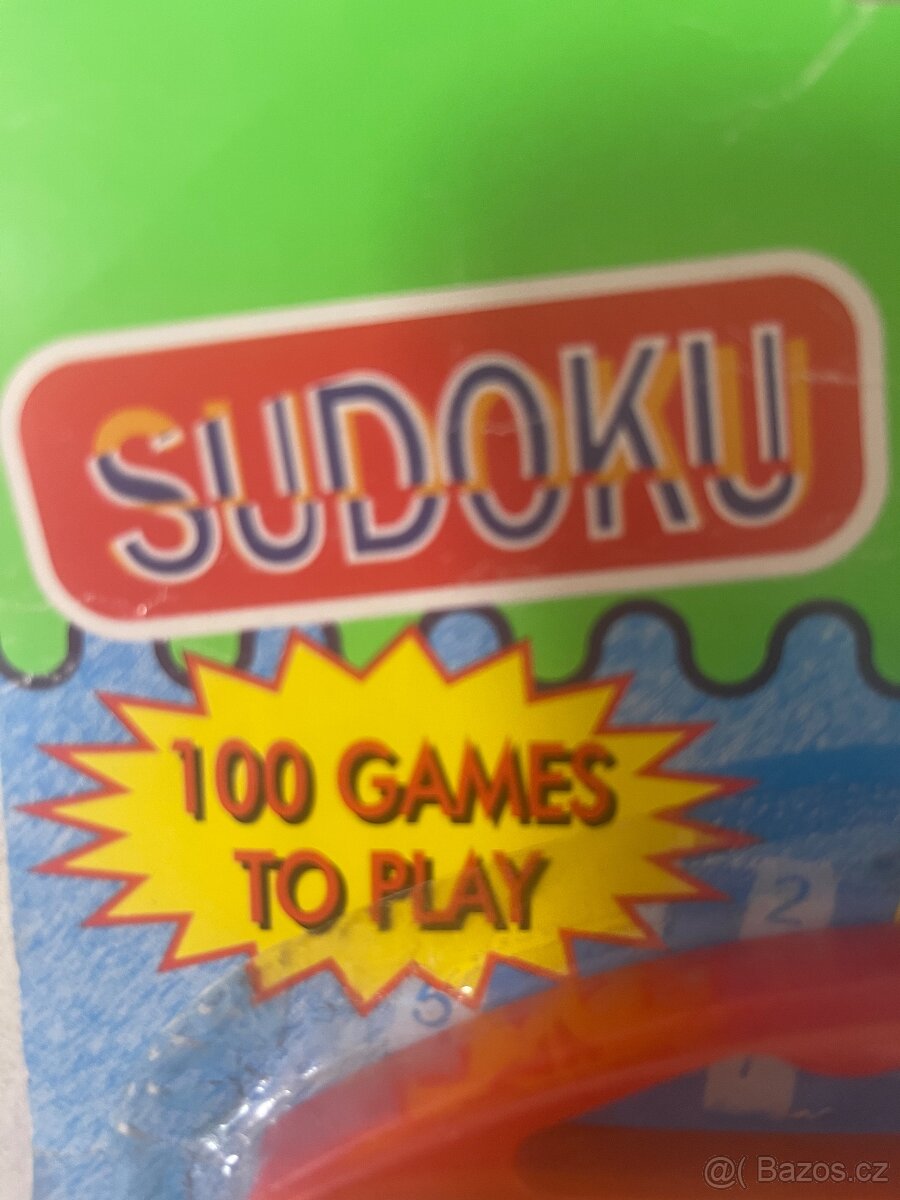 SUDOKU
100 GAMES
TO PLAY
2
5
@( Bazos.cz